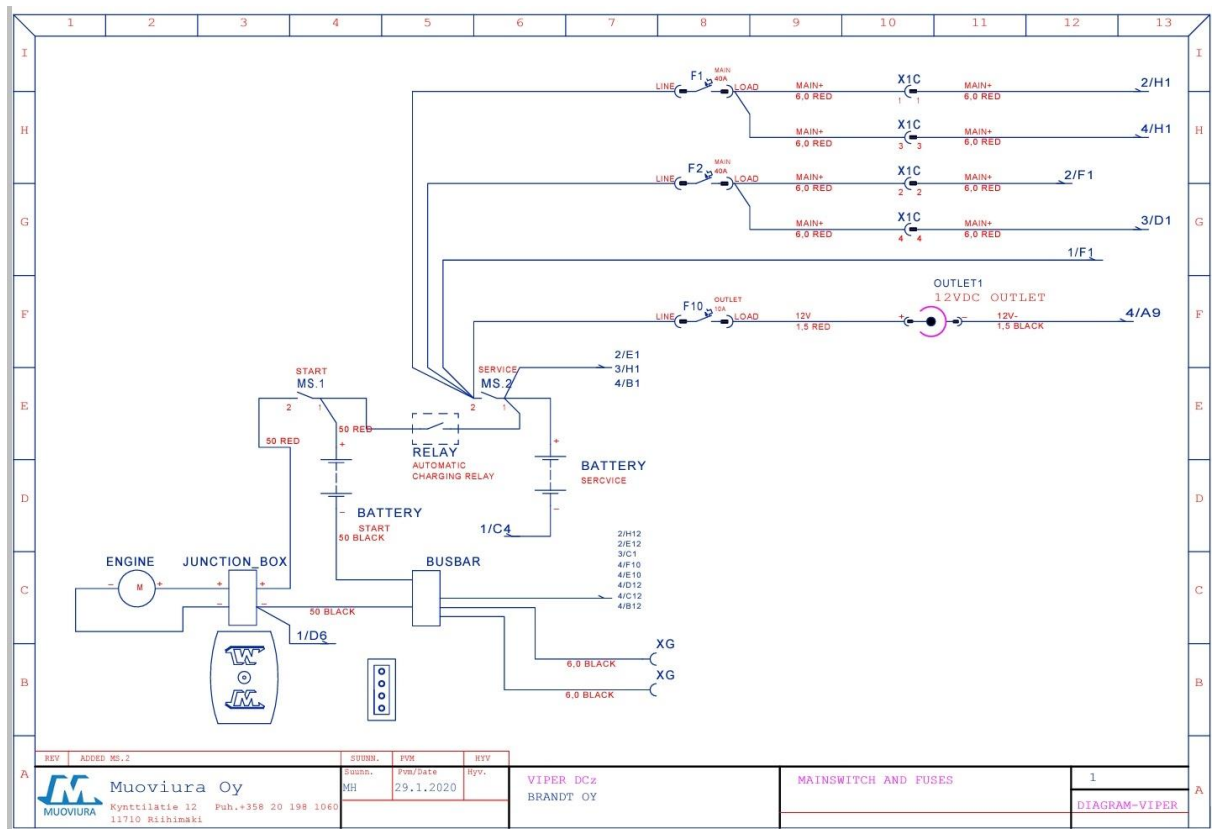 1 2 3 4 5 6 7 8 9 10 11 12 13
I I
H H
G G
F F
E E
D D
C C
B B
A A
F1 MAIN 40A
LINE LOAD
MAIN+ 6,0 RED
X1C
1 1
MAIN+ 6,0 RED
2/H1
MAIN+ 6,0 RED
X1C
3 3
MAIN+ 6,0 RED
4/H1
F2 MAIN 40A
LINE LOAD
MAIN+ 6,0 RED
X1C
2 2
MAIN+ 6,0 RED
2/F1
MAIN+ 6,0 RED
X1C
4 4
MAIN+ 6,0 RED
3/D1
1/F1
OUTLET1
12VDC OUTLET
F10 OUTLET 10A
LINE LOAD
12V
1,5 RED
+ -
12V-
1,5 BLACK
4/A9
2/E1
3/H1
4/B1
START
MS.1
2 1
SERVICE
MS.2
2 1
50 RED
50 RED
RELAY
AUTOMATIC
CHARGING RELAY
+
-
BATTERY
START
50 BLACK
+
-
BATTERY
SERCVICE
1/C4
2/H12
2/E12
3/C1
4/F10
4/E10
4/D12
4/C12
4/B12
ENGINE
- M +
JUNCTION_BOX
+ +
- -
BUSBAR
50 BLACK
1/D6
XG
6,0 BLACK
XG
6,0 BLACK
W
M
REV ADDED MS.2 SUUNN. PVM HYV
Suunn. Pvm/Date Hyv.
MH 29.1.2020
MUOVIURA
Muoviura Oy
Kynttilätie 12 Puh.+358 20 198 1060
11710 Riihimäki
VIPER DCz
BRANDT OY
MAINSWITCH AND FUSES
1
DIAGRAM-VIPER